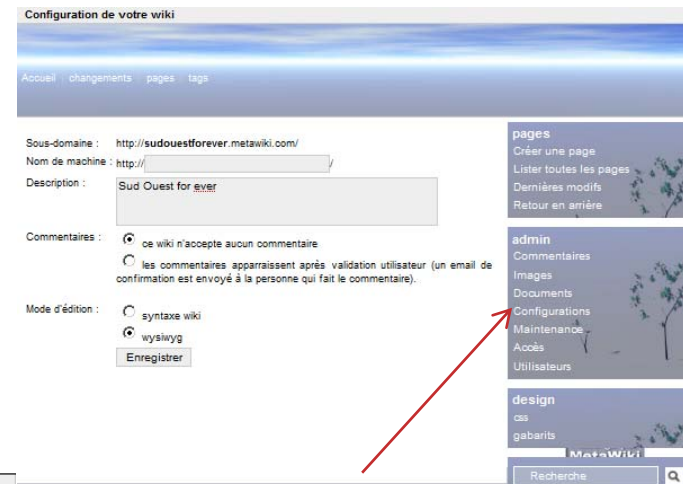 Configuration de votre wiki
Accueil changements pages tags
Sous-domaine : http://sudouestforever.metawiki.com/
Nom de machine : http:// /
Description : Sud Ouest for ever
Commentaires : ce wiki n'accepte aucun commentaire
les commentaires apparraissent après validation utilisateur (un email de
confirmation est envoyé à la personne qui fait le commentaire).
Mode d'édition : syntaxe wiki
wysiwyg
Enregistrer
pages
Créer une page
Lister toutes les pages
Dernières modifs
Retour en arrière
admin
Commentaires
Images
Documents
Configurations
Maintenance
Accès
Utilisateurs
design
css
gabarits
MetaWiki
Recherche